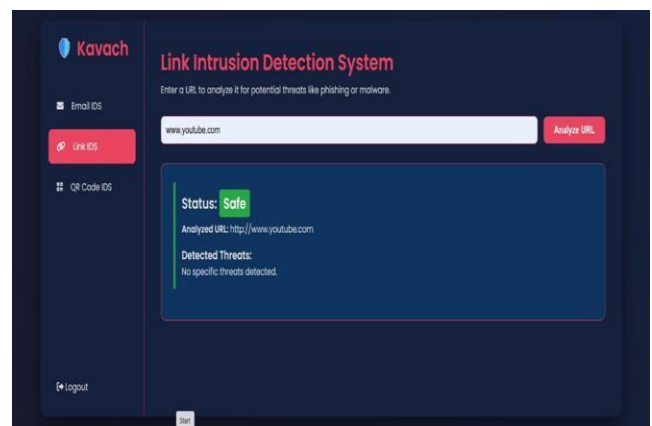 Kavach
Email IDS
Link IDS
QR Code IDS
Logout
Link Intrusion Detection System
Enter a URL to analyze it for potential threats like phishing or malware.
www.youtube.com
Analyze URL
Status: Safe
Analyzed URL: http://www.youtube.com
Detected Threats:
No specific threats detected.
Start